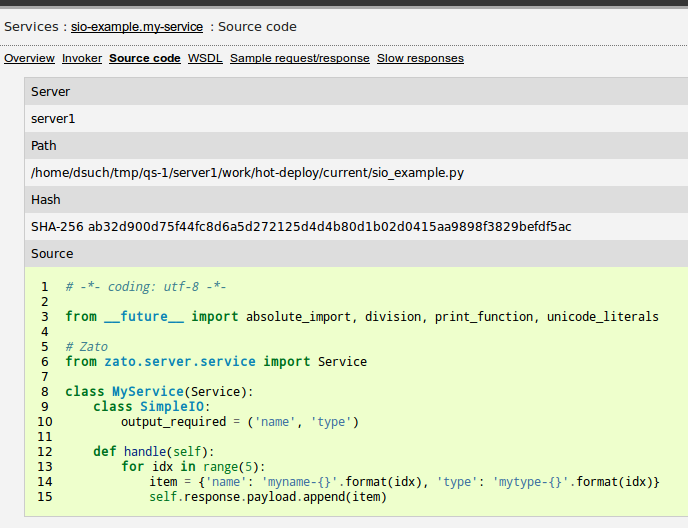 Services : sio-example.my-service : Source code
Overview Invoker Source code WSDL Sample request/response Slow responses
Server
server1
Path
/home/dsuch/tmp/qs-1/server1/work/hot-deploy/current/sio_example.py
Hash
SHA-256 ab32d900d75f44fc8d6a5d272125d4d4b80d1b02d0415aa9898f3829befdf5ac
Source
1 # -*- coding: utf-8 -*-
2
3 from __future__ import absolute_import, division, print_function, unicode_literals
4
5 # Zato
6 from zato.server.service import Service
7
8 class MyService(Service):
9     class SimpleIO:
10         output_required = ('name', 'type')
11
12     def handle(self):
13         for idx in range(5):
14             item = {'name': 'myname-{}'.format(idx), 'type': 'mytype-{}'.format(idx)}
15             self.response.payload.append(item)